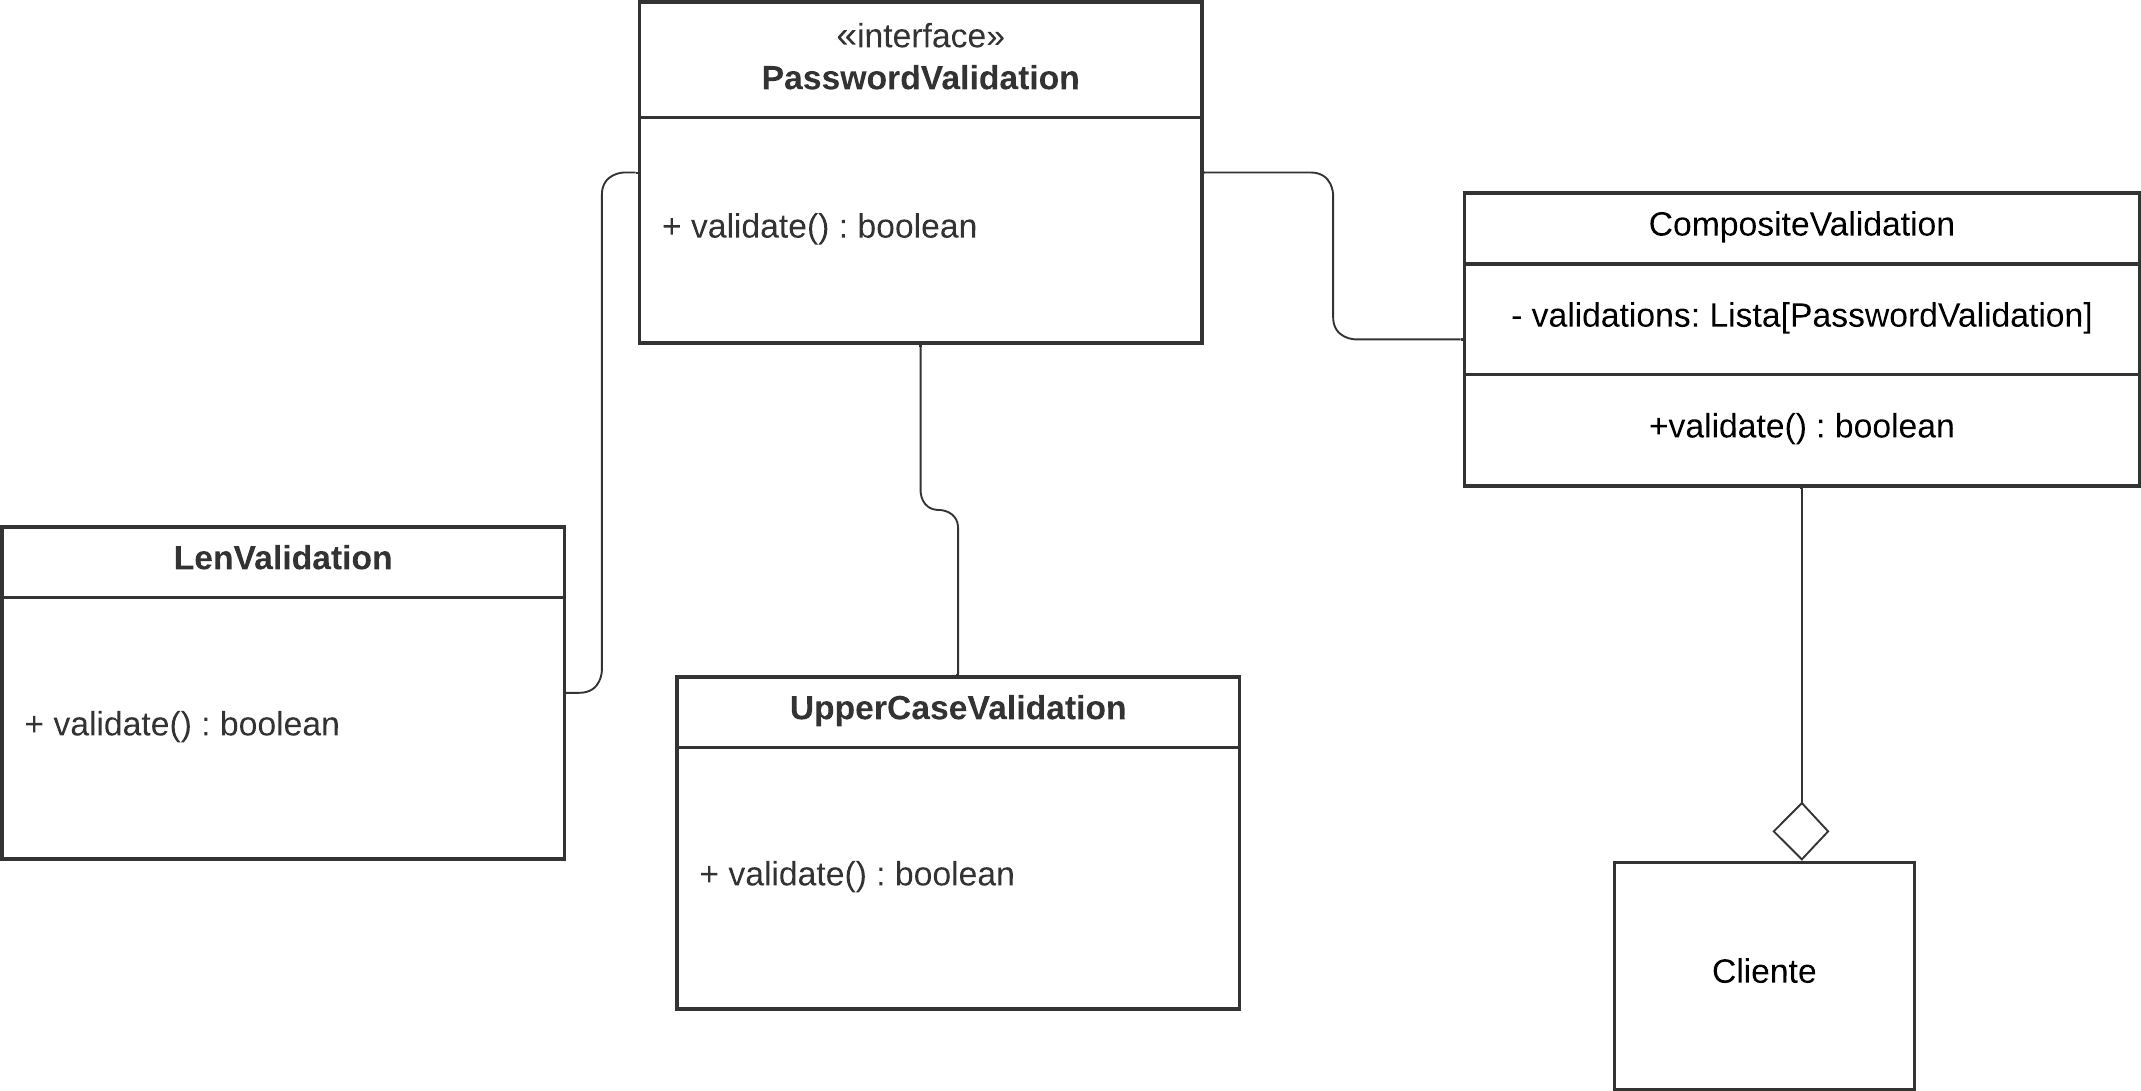 «interface»
PasswordValidation
+ validate() : boolean
CompositeValidation
- validations: Lista[PasswordValidation]
+validate() : boolean
LenValidation
+ validate() : boolean
UpperCaseValidation
+ validate() : boolean
Cliente